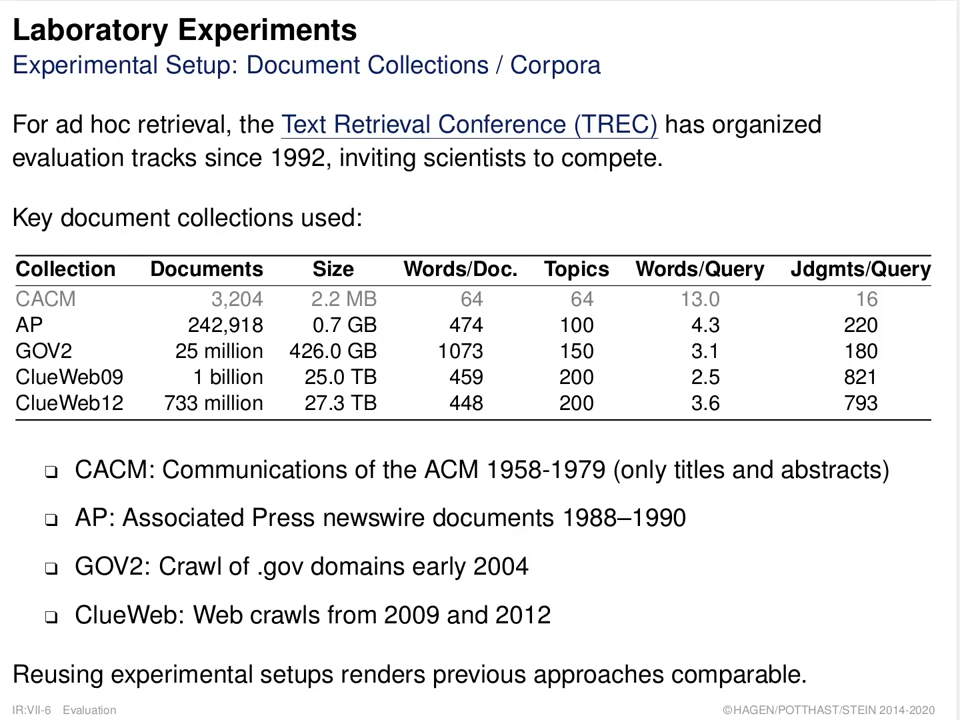 Laboratory Experiments
Experimental Setup: Document Collections / Corpora
For ad hoc retrieval, the Text Retrieval Conference (TREC) has organized
evaluation tracks since 1992, inviting scientists to compete.
Key document collections used:
Collection Documents Size Words/Doc. Topics Words/Query Jdgmts/Query
CACM 3,204 2.2 MB 64 64 13.0 16
AP 242,918 0.7 GB 474 100 4.3 220
GOV2 25 million 426.0 GB 1073 150 3.1 180
ClueWeb09 1 billion 25.0 TB 459 200 2.5 821
ClueWeb12 733 million 27.3 TB 448 200 3.6 793
❑ CACM: Communications of the ACM 1958-1979 (only titles and abstracts)
❑ AP: Associated Press newswire documents 1988–1990
❑ GOV2: Crawl of .gov domains early 2004
❑ ClueWeb: Web crawls from 2009 and 2012
Reusing experimental setups renders previous approaches comparable.
IR:VII-6 Evaluation ©HAGEN/POTTHAST/STEIN 2014-2020